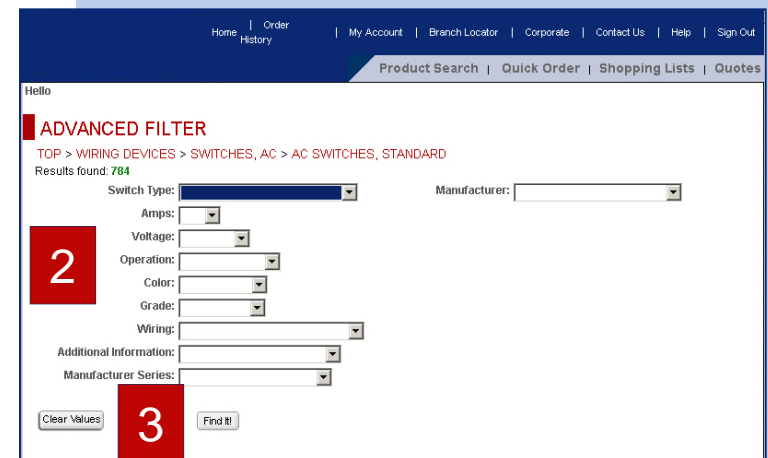 Home | Order History | My Account | Branch Locator | Corporate | Contact Us | Help | Sign Out
Product Search | Quick Order | Shopping Lists | Quotes
Hello
ADVANCED FILTER
TOP > WIRING DEVICES > SWITCHES, AC > AC SWITCHES, STANDARD
Results found: 784
Switch Type: Manufacturer:
Amps:
Voltage:
2
Operation:
Color:
Grade:
Wiring:
Additional Information:
Manufacturer Series:
Clear Values 3 Find It!